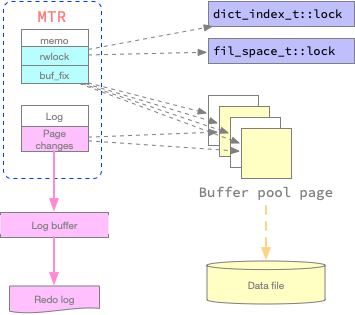 MTR
dict_index_t::lock
memo
rwlock
fil_space_t::lock
buf_fix
Log
Page
changes
Buffer pool page
Log buffer
Data file
Redo log